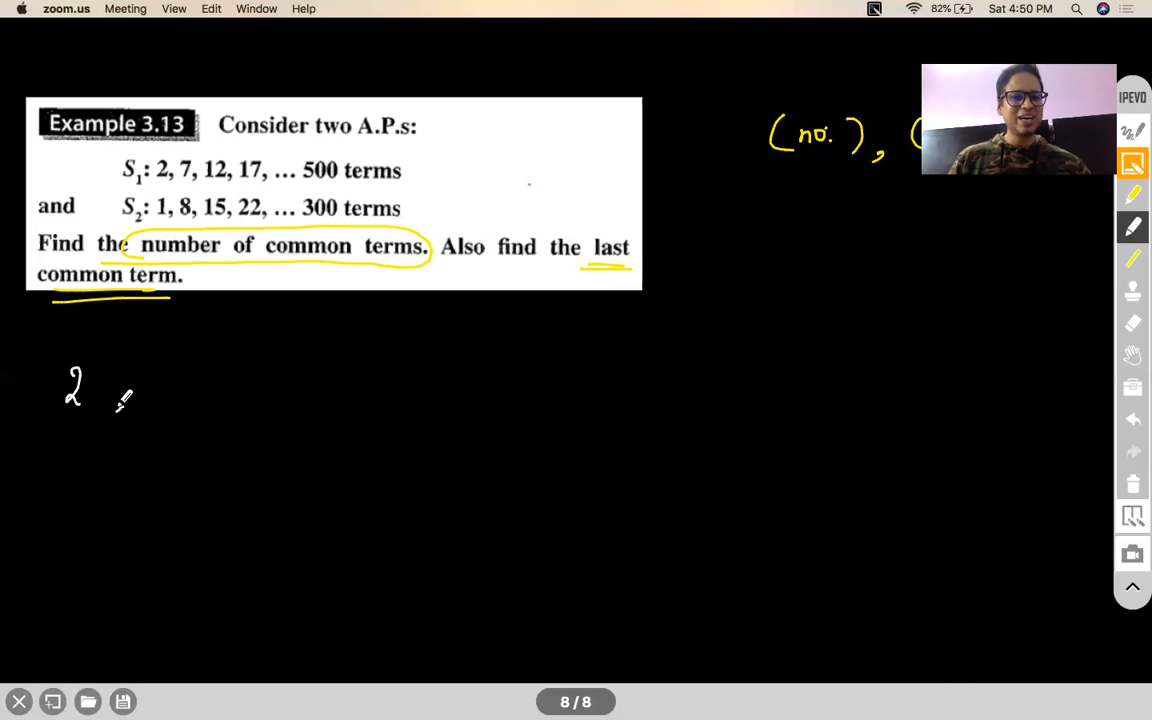 zoom.us Meeting View Edit Window Help 82% Sat 4:50 PM
IPEVO
Example 3.13 Consider two A.P.s:
(no.), (
S1: 2, 7, 12, 17, ... 500 terms
and S2: 1, 8, 15, 22, ... 300 terms
Find the number of common terms. Also find the last
common term.
2
8 / 8